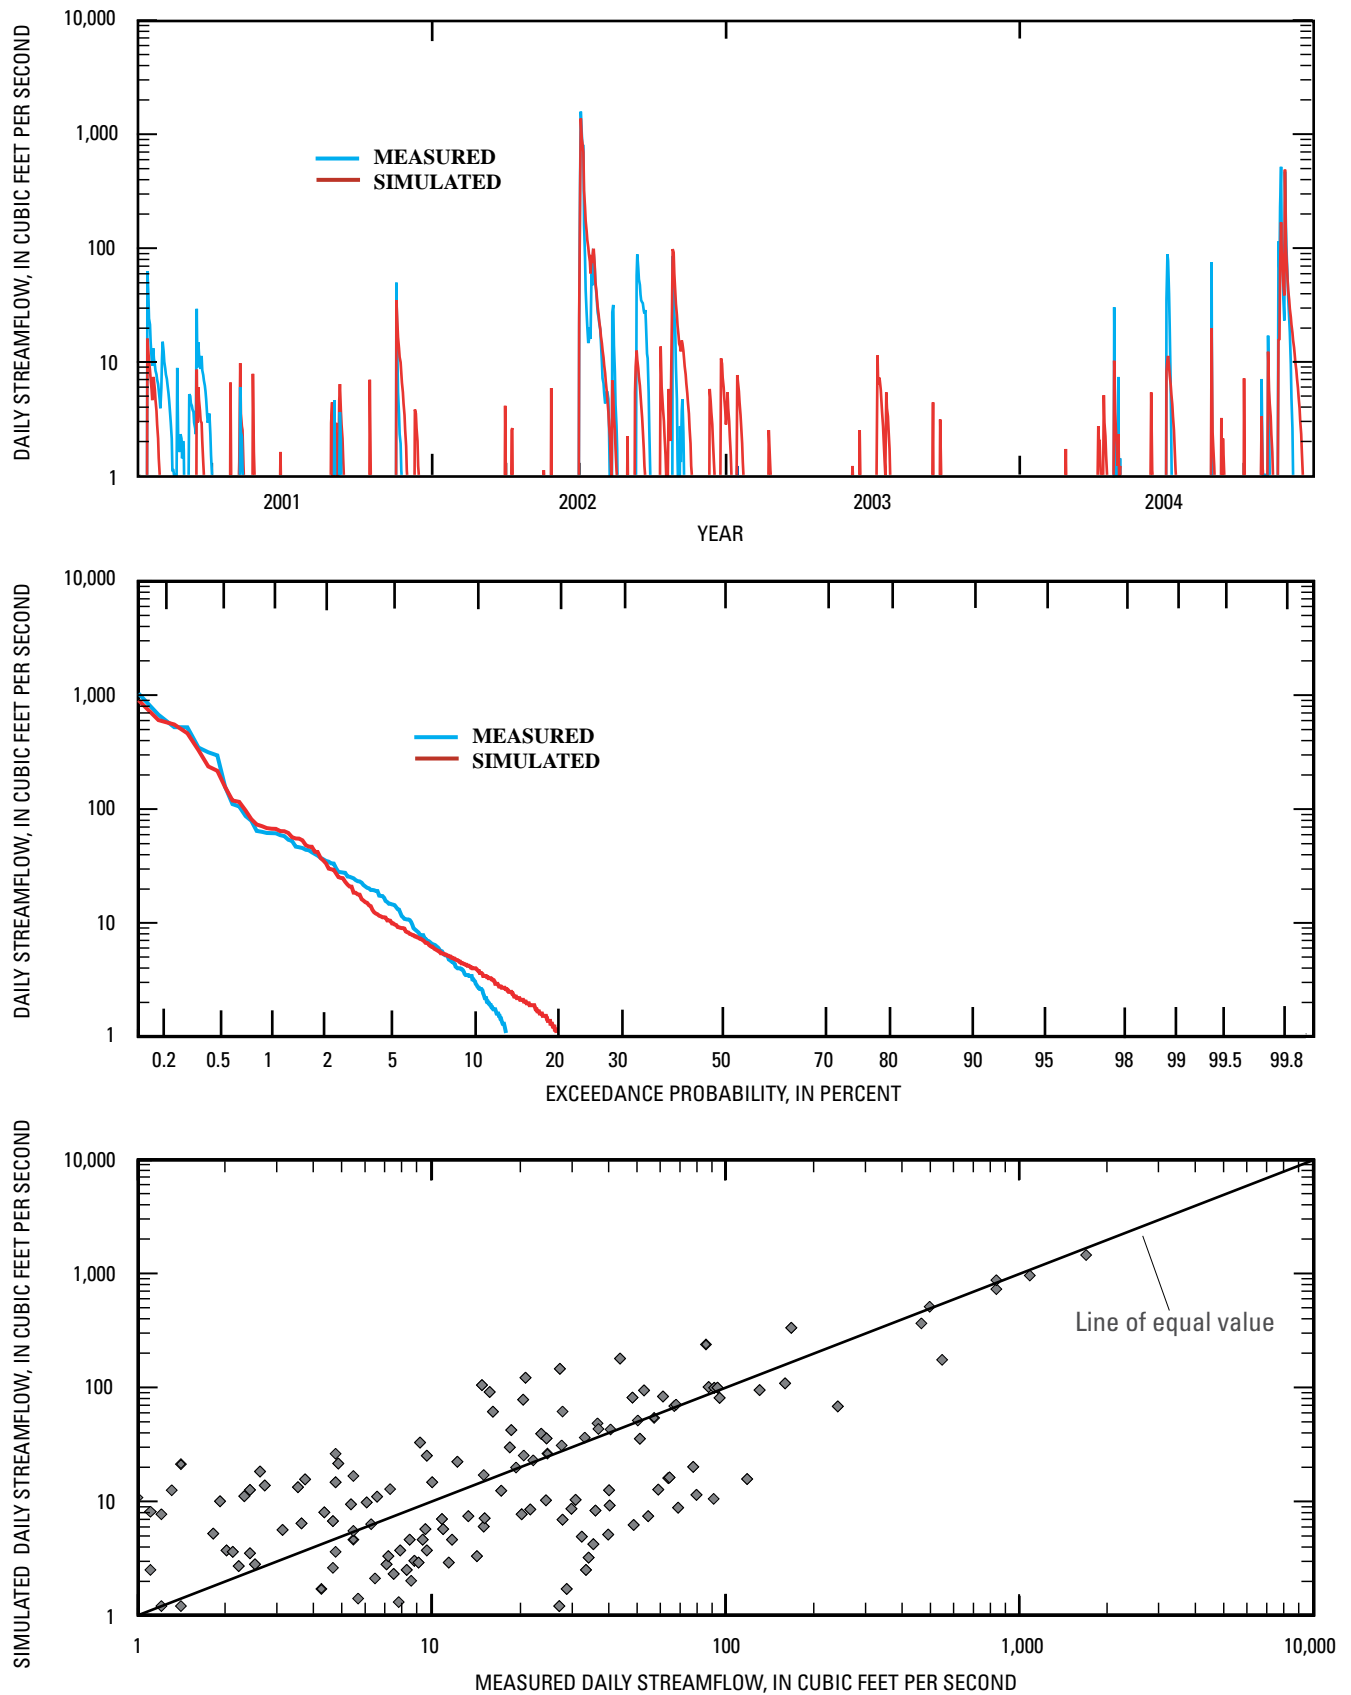 DAILY STREAMFLOW, IN CUBIC FEET PER SECOND
10,000
1,000
100
10
1
MEASURED
SIMULATED
2001 2002 2003 2004
YEAR
DAILY STREAMFLOW, IN CUBIC FEET PER SECOND
10,000
1,000
100
10
1
MEASURED
SIMULATED
0.2 0.5 1 2 5 10 20 30 50 70 80 90 95 98 99 99.5 99.8
EXCEEDANCE PROBABILITY, IN PERCENT
SIMULATED DAILY STREAMFLOW, IN CUBIC FEET PER SECOND
10,000
1,000
100
10
1
Line of equal value
1 10 100 1,000 10,000
MEASURED DAILY STREAMFLOW, IN CUBIC FEET PER SECOND